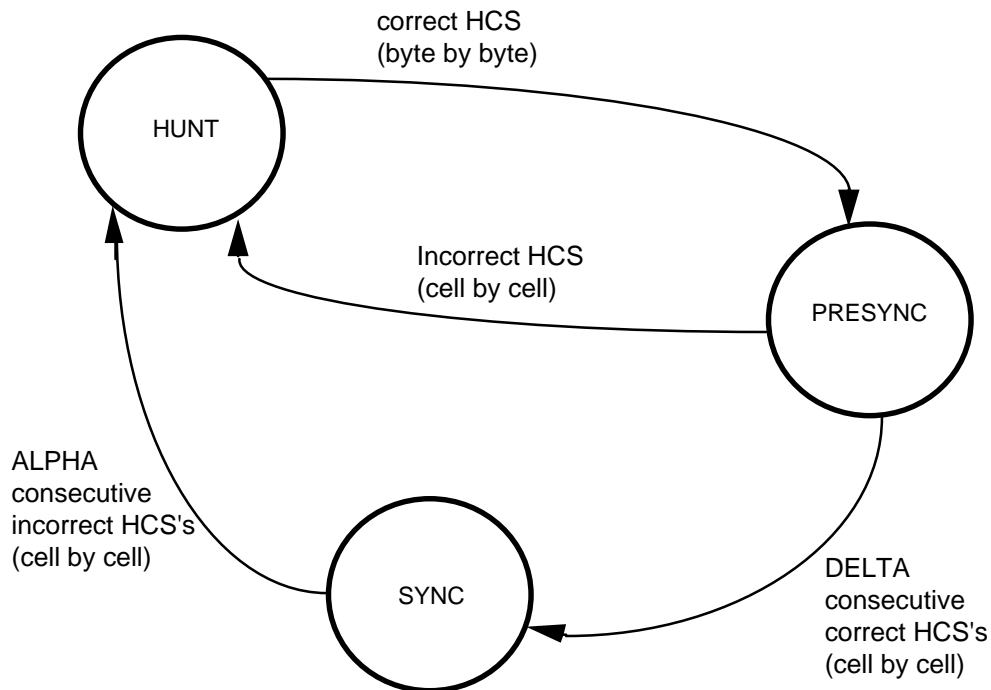 correct HCS
(byte by byte)
HUNT
Incorrect HCS
(cell by cell)
PRESYNC
ALPHA
consecutive
incorrect HCS's
(cell by cell)
SYNC
DELTA
consecutive
correct HCS's
(cell by cell)